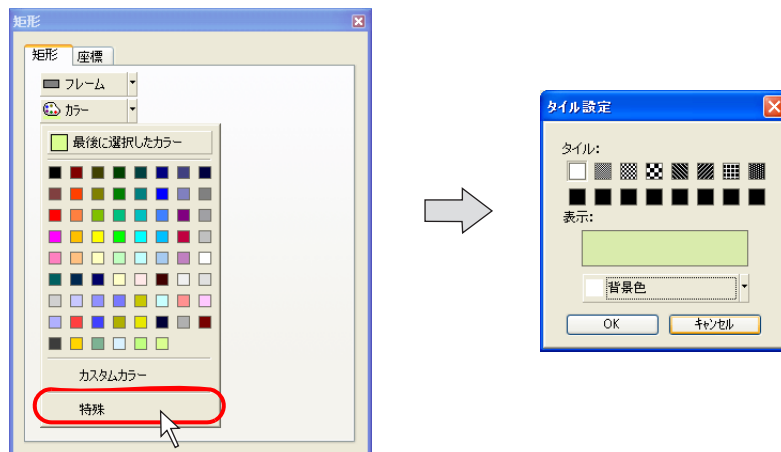 矩形
矩形 座標
フレーム
カラー
最後に選択したカラー
カスタムカラー
特殊
タイル設定
タイル:
表示:
背景色
OK キャンセル